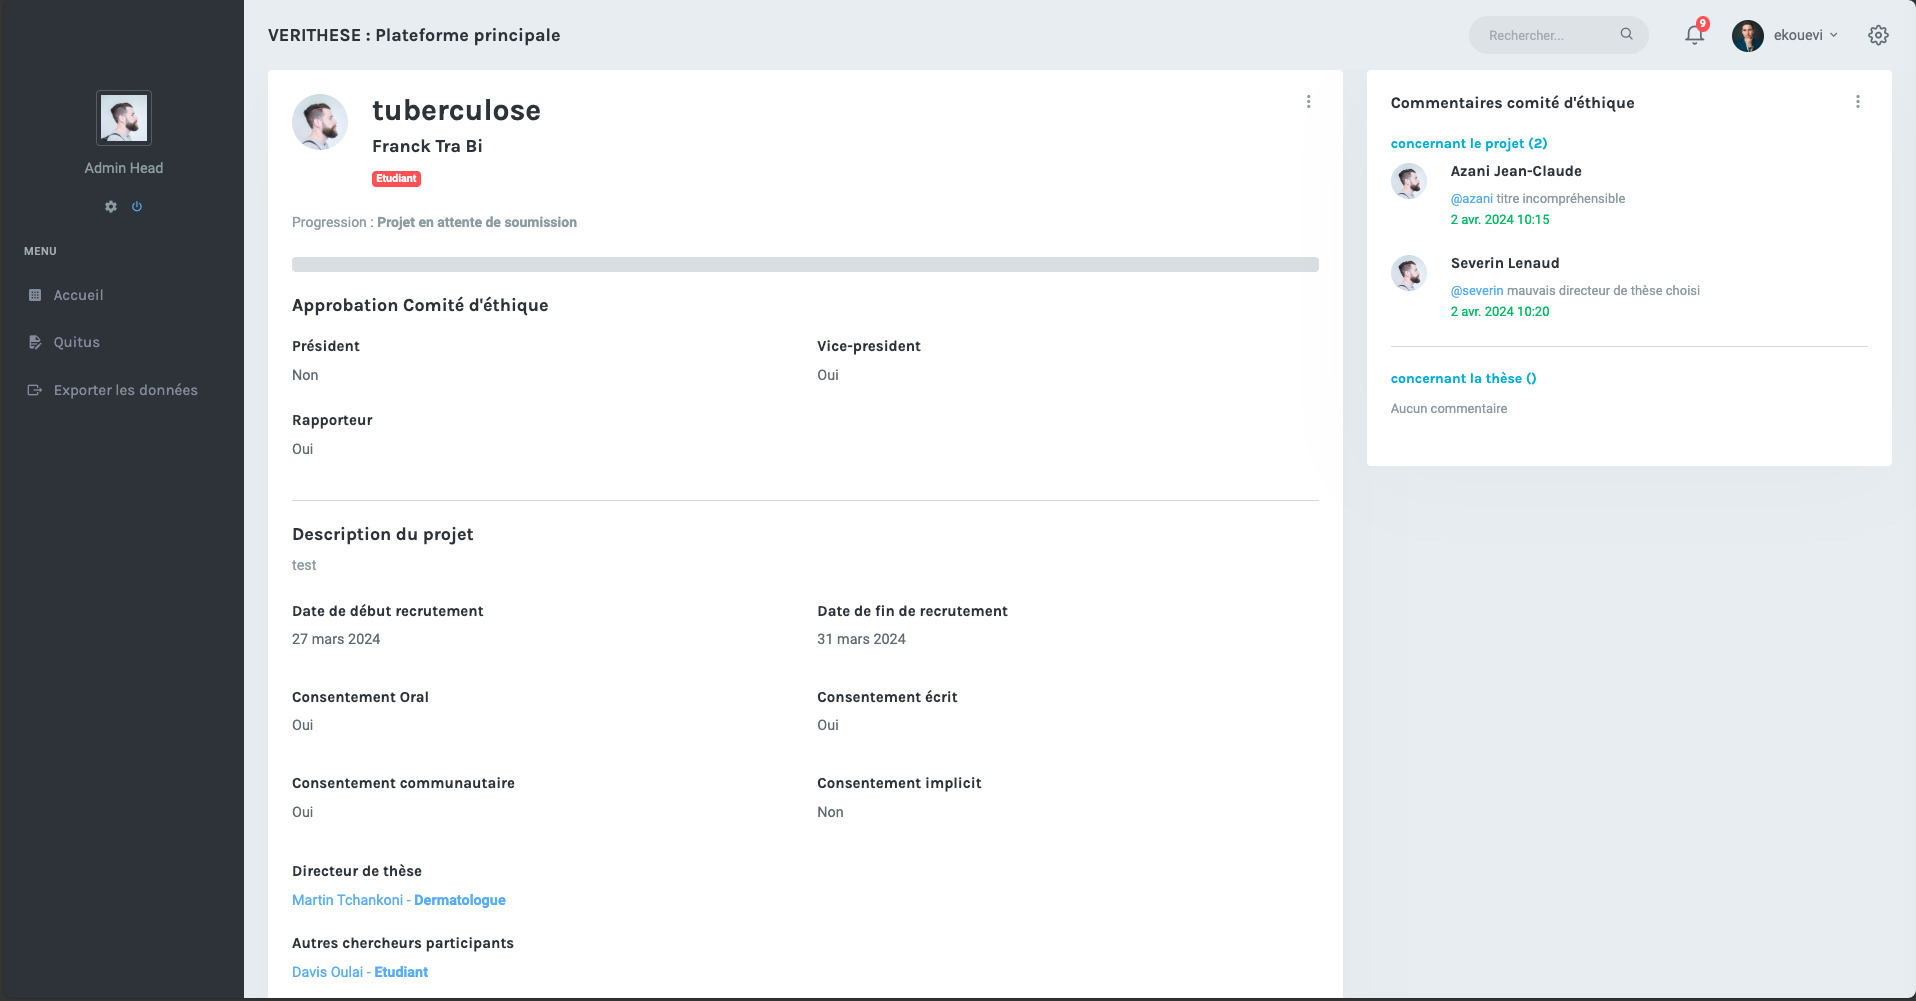 VERITHESE : Plateforme principale
Rechercher...
9
ekouevi
Admin Head
MENU
Accueil
Quitus
Exporter les données
tuberculose
Franck Tra Bi
Etudiant
Progression : Projet en attente de soumission
Approbation Comité d'éthique
Président
Non
Vice-president
Oui
Rapporteur
Oui
Description du projet
test
Date de début recrutement
27 mars 2024
Date de fin de recrutement
31 mars 2024
Consentement Oral
Oui
Consentement écrit
Oui
Consentement communautaire
Oui
Consentement implicit
Non
Directeur de thèse
Martin Tchankoni - Dermatologue
Autres chercheurs participants
Davis Oulai - Etudiant
Commentaires comité d'éthique
concernant le projet (2)
Azani Jean-Claude
@azani titre incompréhensible
2 avr. 2024 10:15
Severin Lenaud
@severin mauvais directeur de thèse choisi
2 avr. 2024 10:20
concernant la thèse ()
Aucun commentaire